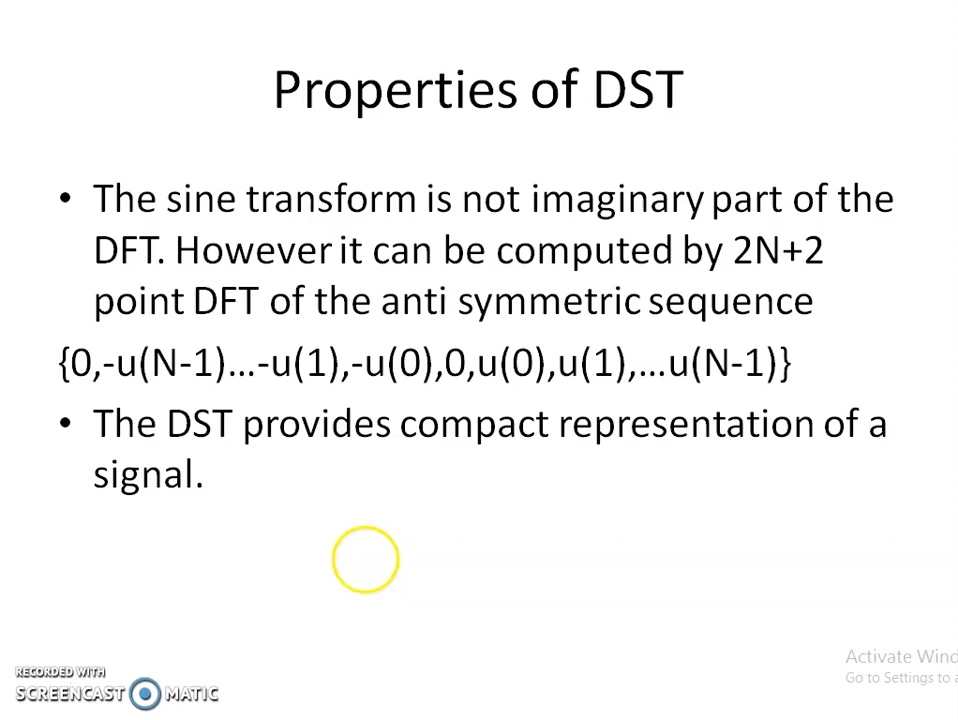 Properties of DST
• The sine transform is not imaginary part of the
DFT. However it can be computed by 2N+2
point DFT of the anti symmetric sequence
{0,-u(N-1)…-u(1),-u(0),0,u(0),u(1),…u(N-1)}
• The DST provides compact representation of a
signal.
RECORDED WITH
SCREENCAST MATIC
Activate Wind
Go to Settings to a